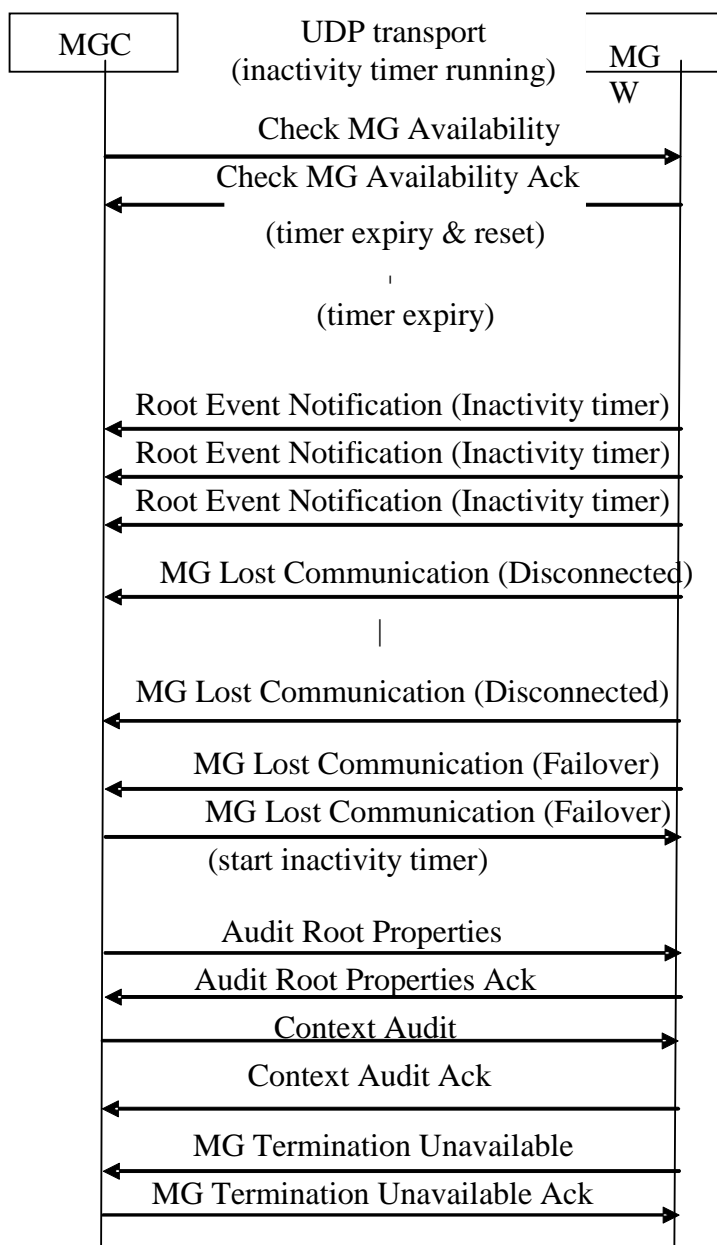 MGC
UDP transport
(inactivity timer running)
MG
W
Check MG Availability
Check MG Availability Ack
(timer expiry & reset)
(timer expiry)
Root Event Notification (Inactivity timer)
Root Event Notification (Inactivity timer)
Root Event Notification (Inactivity timer)
MG Lost Communication (Disconnected)
MG Lost Communication (Disconnected)
MG Lost Communication (Failover)
MG Lost Communication (Failover)
(start inactivity timer)
Audit Root Properties
Audit Root Properties Ack
Context Audit
Context Audit Ack
MG Termination Unavailable
MG Termination Unavailable Ack